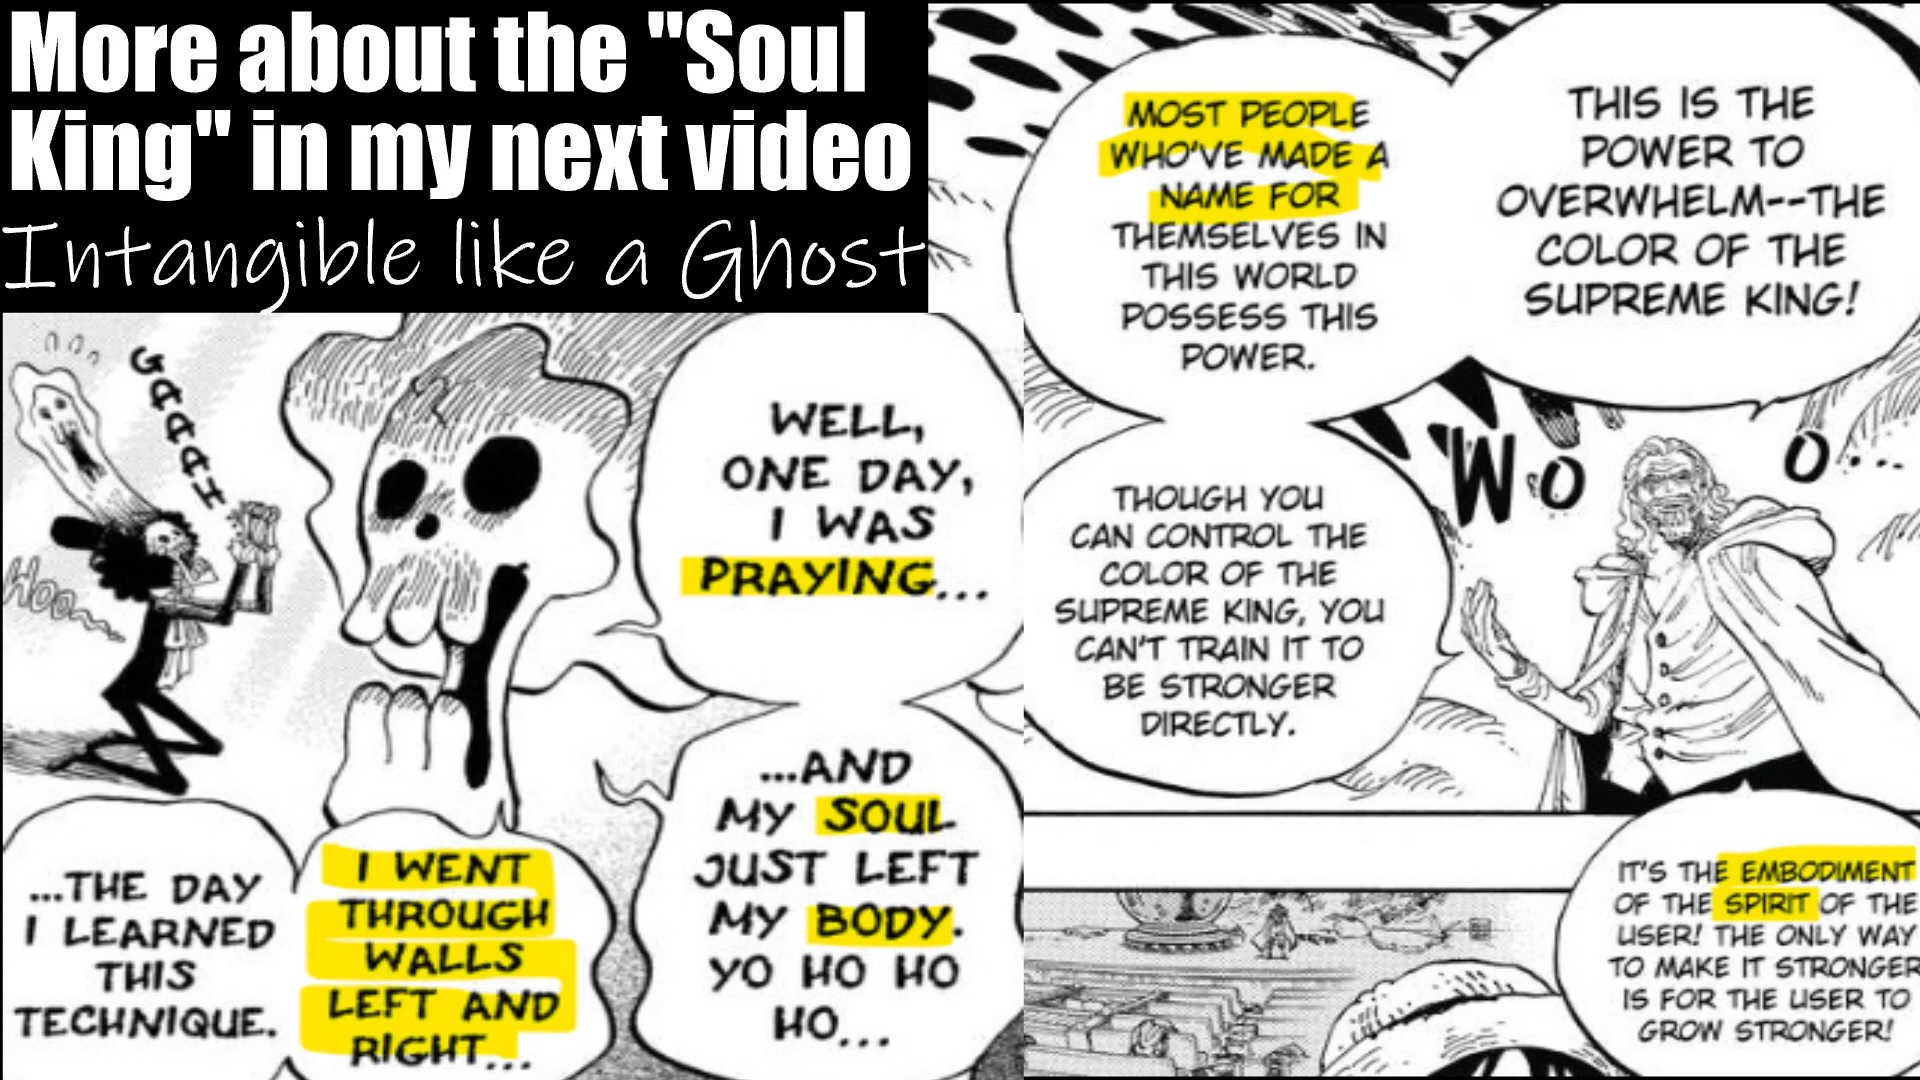 More about the "Soul
King" in my next video
Intangible like a Ghost
GAAAH
Hoo~
WELL,
ONE DAY,
I WAS
PRAYING...
...AND
MY SOUL
JUST LEFT
MY BODY.
YO HO HO
HO...
I WENT
THROUGH
WALLS
LEFT AND
RIGHT...
...THE DAY
I LEARNED
THIS
TECHNIQUE.
THIS IS THE
POWER TO
OVERWHELM--THE
COLOR OF THE
SUPREME KING!
MOST PEOPLE
WHO'VE MADE A
NAME FOR
THEMSELVES IN
THIS WORLD
POSSESS THIS
POWER.
WOO...
THOUGH YOU
CAN CONTROL THE
COLOR OF THE
SUPREME KING, YOU
CAN'T TRAIN IT TO
BE STRONGER
DIRECTLY.
IT'S THE EMBODIMENT
OF THE SPIRIT OF THE
USER! THE ONLY WAY
TO MAKE IT STRONGER
IS FOR THE USER TO
GROW STRONGER!